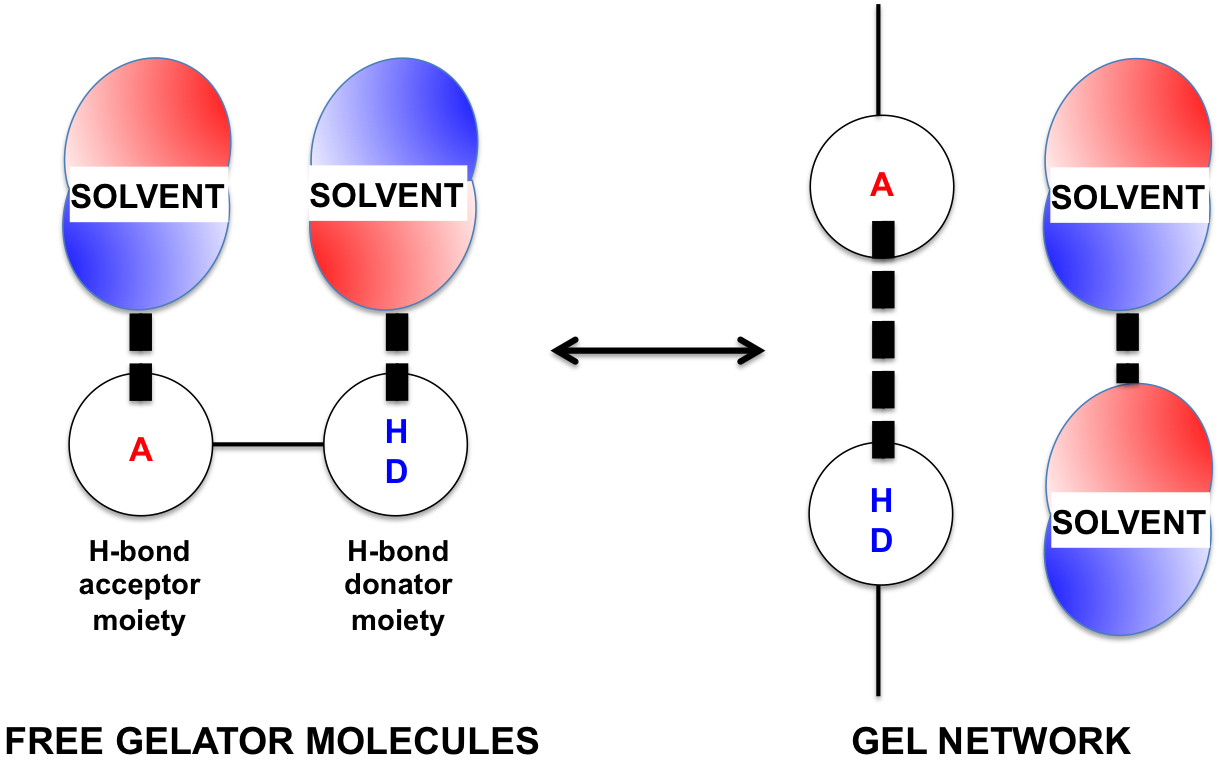 SOLVENT
SOLVENT
A
H
D
H-bond
acceptor
moiety
H-bond
donator
moiety
FREE GELATOR MOLECULES
A
H
D
SOLVENT
SOLVENT
GEL NETWORK